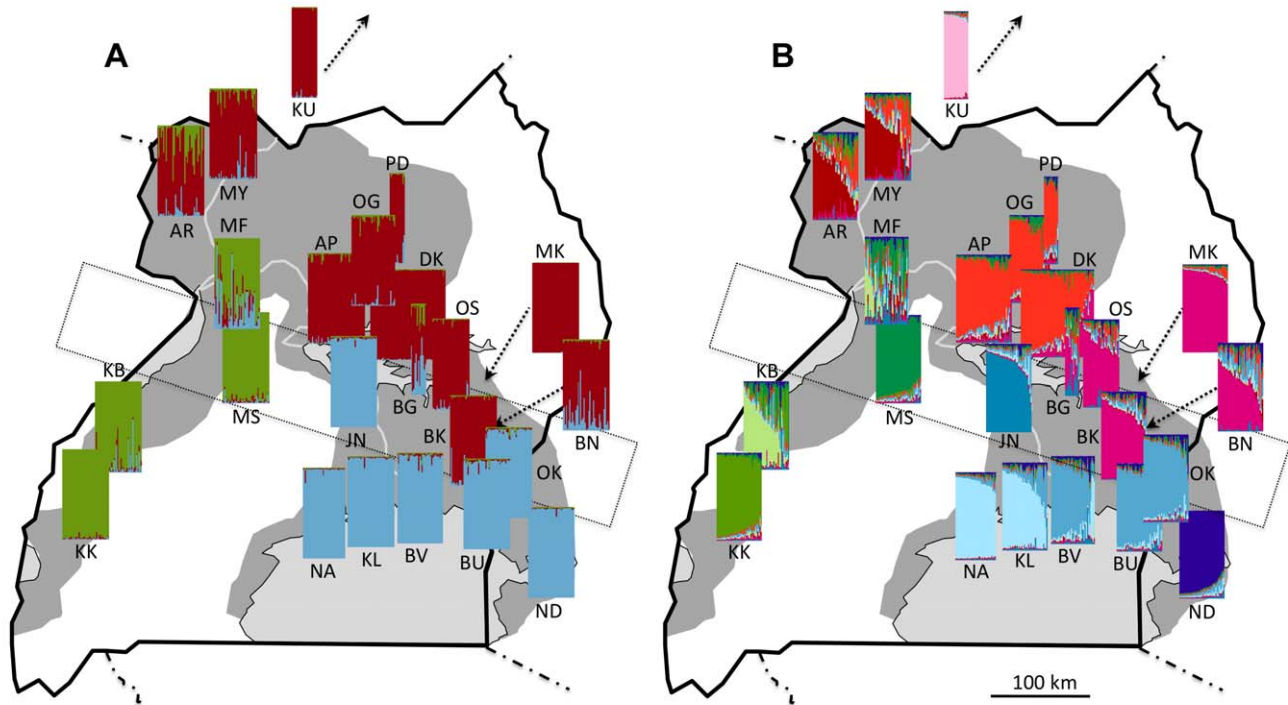 A
KU
MY
AR
MF
PD
OG
AP
DK
OS
MK
BN
KB
MS
JN
BG
BK
OK
KK
NA
KL
BV
BU
ND
B
KU
MY
AR
MF
PD
OG
AP
DK
OS
MK
BN
KB
MS
JN
BG
BK
OK
KK
NA
KL
BV
BU
ND
100 km